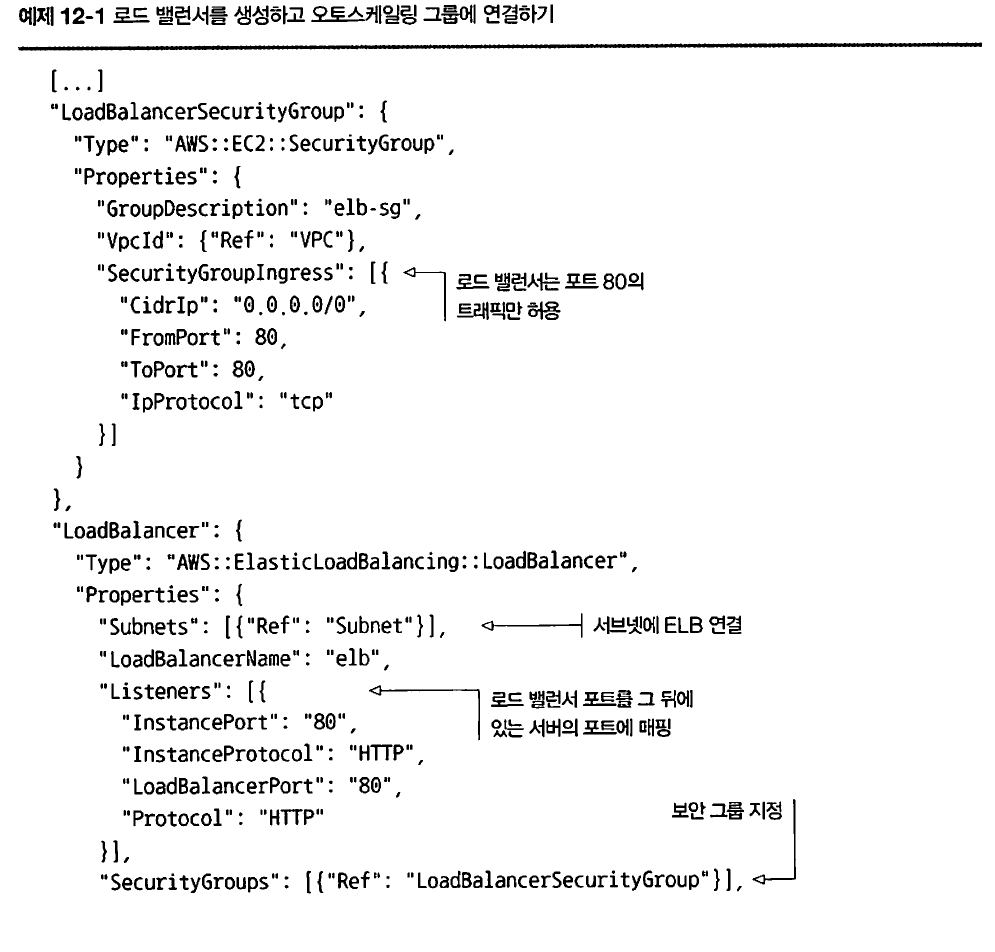 예제 12-1 로드 밸런서를 생성하고 오토스케일링 그룹에 연결하기
[...]
"LoadBalancerSecurityGroup": {
"Type": "AWS::EC2::SecurityGroup",
"Properties": {
"GroupDescription": "elb-sg",
"VpcId": {"Ref": "VPC"},
"SecurityGroupIngress": [{
로드 밸런서는 포트 80의
트래픽만 허용
"CidrIp": "0.0.0.0/0",
"FromPort": 80,
"ToPort": 80,
"IpProtocol": "tcp"
}]
}
},
"LoadBalancer": {
"Type": "AWS::ElasticLoadBalancing::LoadBalancer",
"Properties": {
"Subnets": [{"Ref": "Subnet"}],
서브넷에 ELB 연결
"LoadBalancerName": "elb",
"Listeners": [{
로드 밸런서 포트를 그 뒤에
있는 서버의 포트에 매핑
"InstancePort": "80",
"InstanceProtocol": "HTTP",
"LoadBalancerPort": "80",
"Protocol": "HTTP"
}],
보안 그룹 지정
"SecurityGroups": [{"Ref": "LoadBalancerSecurityGroup"}],